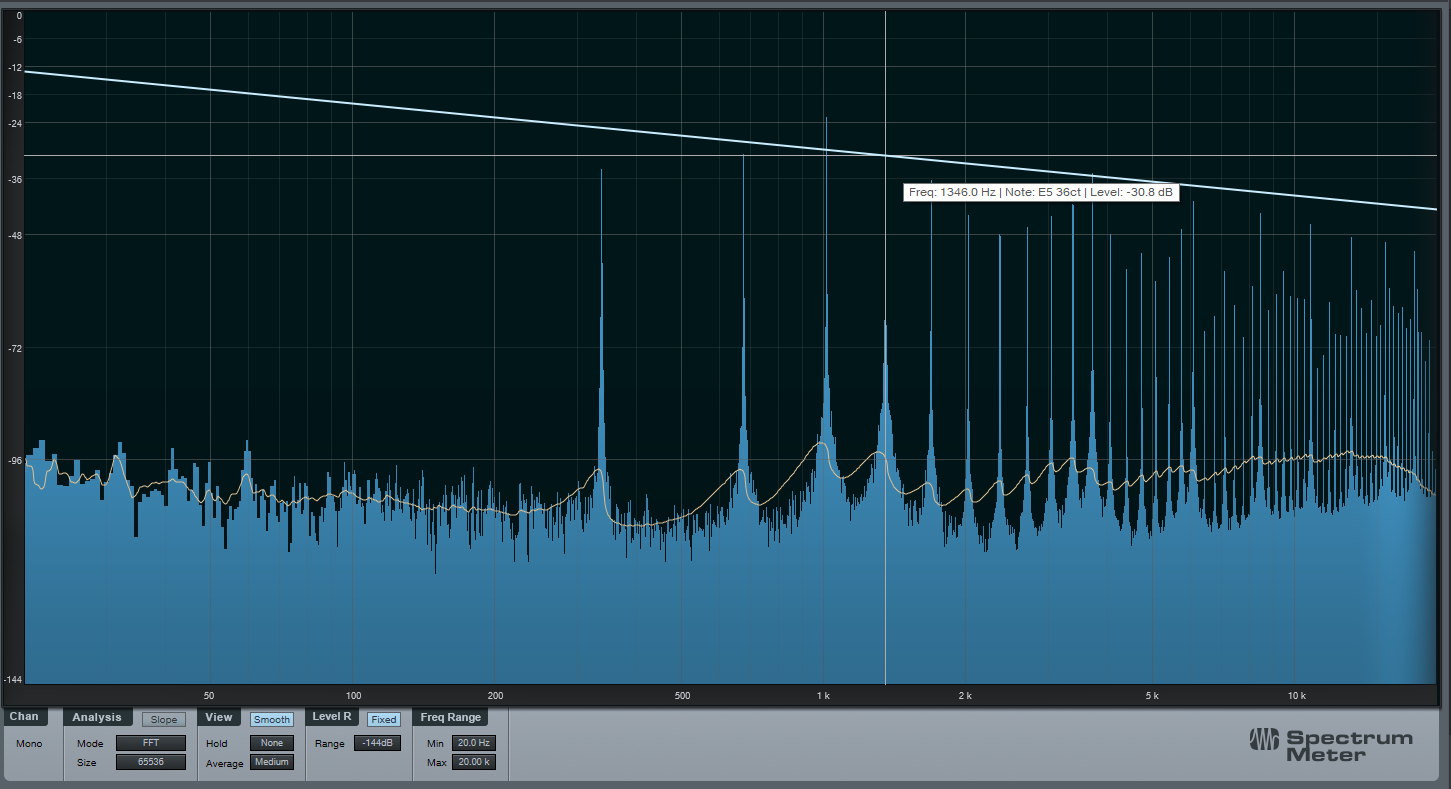 0
-6
-12
-18
-24
-36
Freq: 1346.0 Hz | Note: E5 36ct | Level: -30.8 dB
-48
-72
-96
-144
50 100 200 500 1 k 2 k 5 k 10 k
Chan Analysis Slope View Smooth Level R Fixed Freq Range
Mono Mode FFT Hold None Range -144dB Min 20.0 Hz
Size 65536 Average Medium Max 20.00 k
Spectrum
Meter